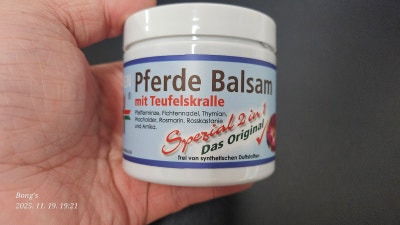 Pferde Balsam
mit Teufelskralle
Pfefferminze, Fichtennadel, Thymian,
Wacholder, Rosmarin, Rosskastanie
und Arnika.
Spezial 2 in 1
Das Original
frei von synthetischen Duftstoffen
Bong's
2025. 11. 19. 19:21